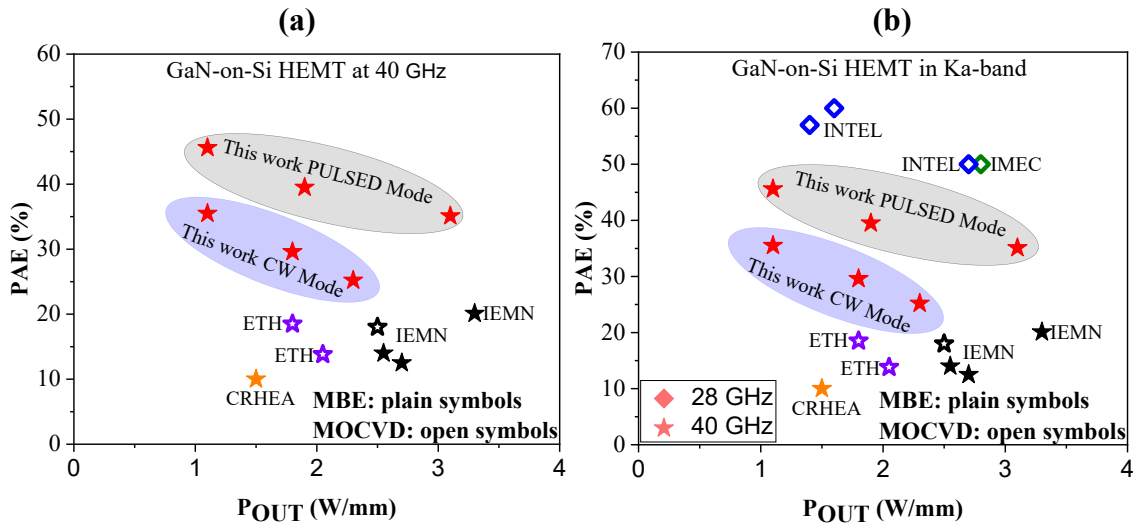 (a)
GaN-on-Si HEMT at 40 GHz
This work PULSED Mode
This work CW Mode
ETH
ETH
IEMN
IEMN
CRHEA
MBE: plain symbols
MOCVD: open symbols
PAE (%)
60
50
40
30
20
10
0
0
1
2
3
4
POUT (W/mm)
(b)
GaN-on-Si HEMT in Ka-band
INTEL
INTEL
IMEC
This work PULSED Mode
This work CW Mode
ETH
ETH
IEMN
IEMN
CRHEA
28 GHz
40 GHz
MBE: plain symbols
MOCVD: open symbols
PAE (%)
70
60
50
40
30
20
10
0
0
1
2
3
4
POUT (W/mm)